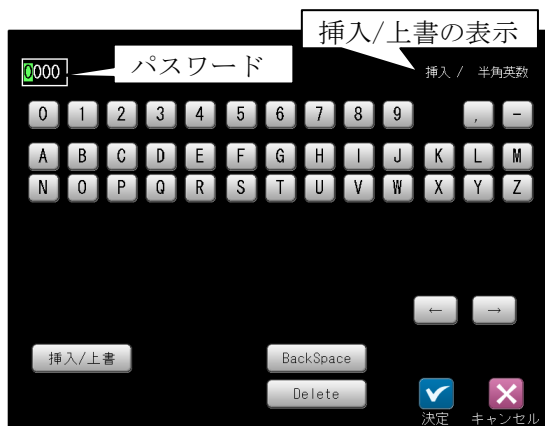 挿入/上書の表示
パスワード
0000
挿入 / 半角英数
0 1 2 3 4 5 6 7 8 9 , -
A B C D E F G H I J K L M
N O P Q R S T U V W X Y Z
← →
挿入/上書
BackSpace
Delete
決定 キャンセル